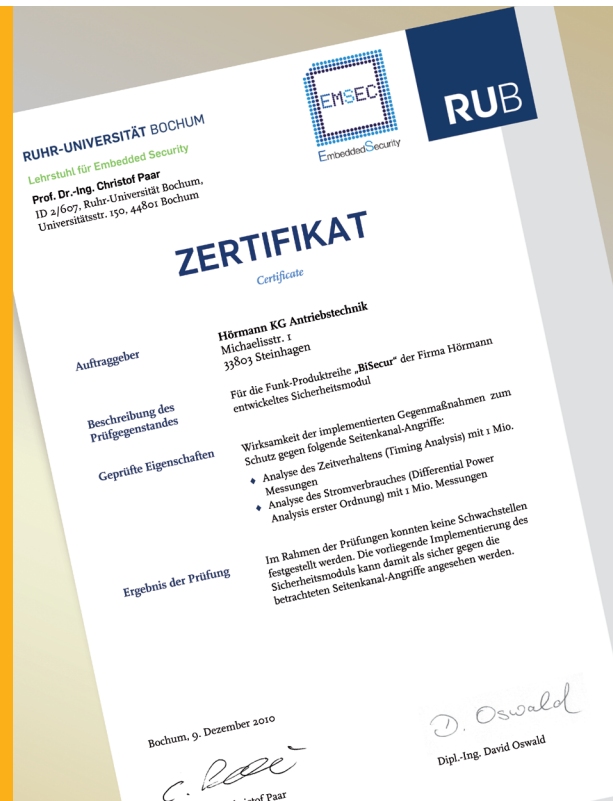 RUHR-UNIVERSITÄT BOCHUM
Lehrstuhl für Embedded Security
Prof. Dr.-Ing. Christof Paar
ID 2/607, Ruhr-Universität Bochum,
Universitätsstr. 150, 44801 Bochum
EMSEC
EmbeddedSecurity
RUB
ZERTIFIKAT
Certificate
Auftraggeber
Hörmann KG Antriebstechnik
Michaelisstr. 1
33803 Steinhagen
Beschreibung des
Prüfgegenstandes
Für die Funk-Produktreihe „BiSecur" der Firma Hörmann
entwickeltes Sicherheitsmodul
Geprüfte Eigenschaften
Wirksamkeit der implementierten Gegenmaßnahmen zum
Schutz gegen folgende Seitenkanal-Angriffe:
Analyse des Zeitverhaltens (Timing Analysis) mit 1 Mio.
Messungen
Analyse des Stromverbrauches (Differential Power
Analysis erster Ordnung) mit 1 Mio. Messungen
Ergebnis der Prüfung
Im Rahmen der Prüfungen konnten keine Schwachstellen
festgestellt werden. Die vorliegende Implementierung des
Sicherheitsmoduls kann damit als sicher gegen die
betrachteten Seitenkanal-Angriffe angesehen werden.
Bochum, 9. Dezember 2010
D. Oswald
Dipl.-Ing. David Oswald
Paar